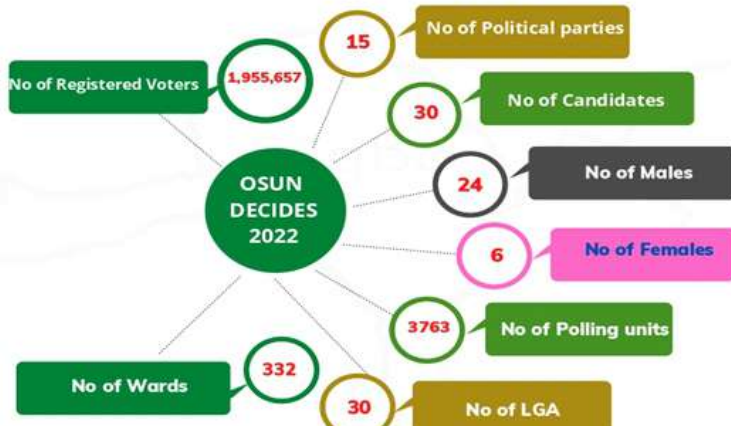 No of Registered Voters
1,955,657
15
No of Political parties
30
No of Candidates
24
No of Males
6
No of Females
OSUN
DECIDES
2022
3763
No of Polling units
332
No of Wards
30
No of LGA